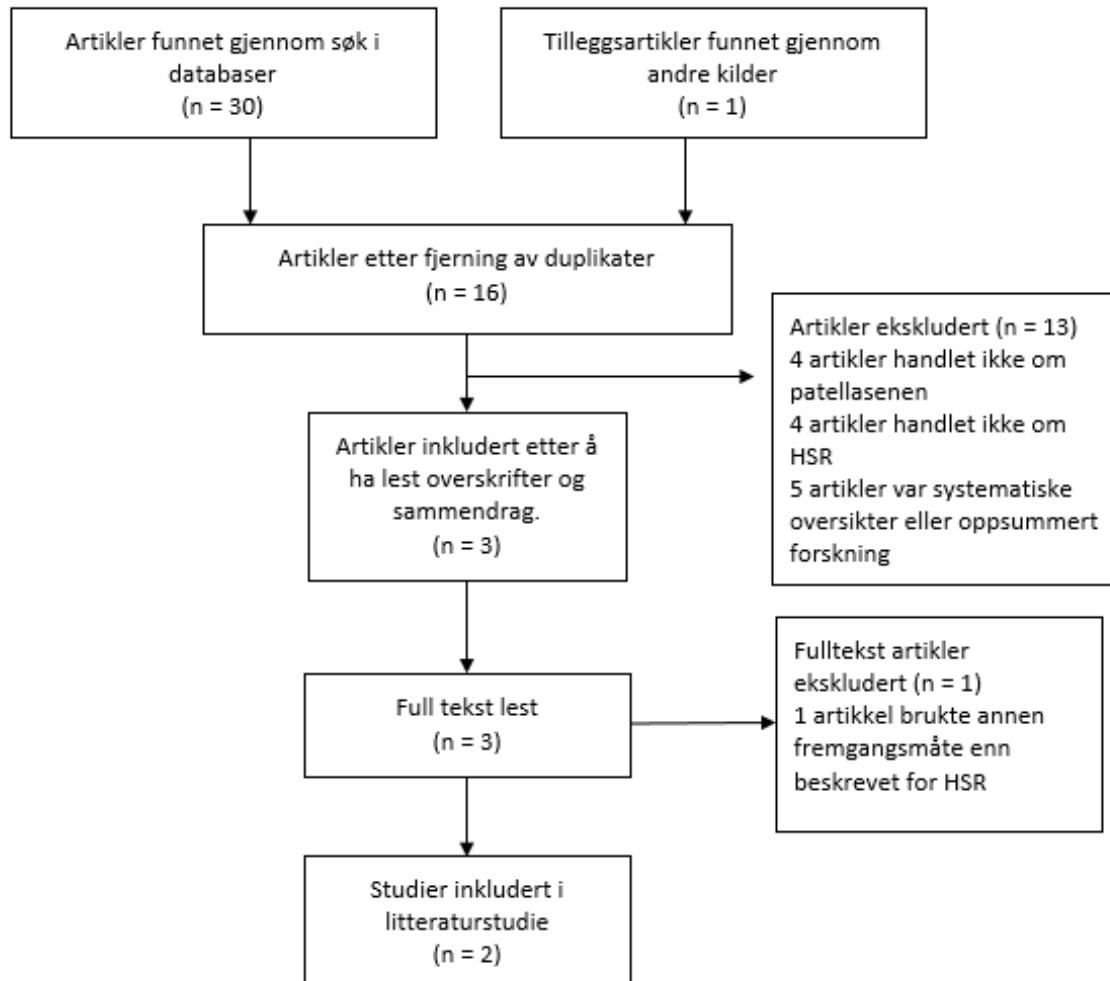 Artikler funnet gjennom søk i
databaser
(n = 30)
Tilleggsartikler funnet gjennom
andre kilder
(n = 1)
Artikler etter fjerning av duplikater
(n = 16)
Artikler ekskludert (n = 13)
4 artikler handlet ikke om
patellasenen
4 artikler handlet ikke om
HSR
5 artikler var systematiske
oversikter eller oppsummert
forskning
Artikler inkludert etter å
ha lest overskrifter og
sammendrag.
(n = 3)
Full tekst lest
(n = 3)
Fulltekst artikler
ekskludert (n = 1)
1 artikkel brukte annen
fremgangsmåte enn
beskrevet for HSR
Studier inkludert i
litteraturstudie
(n = 2)